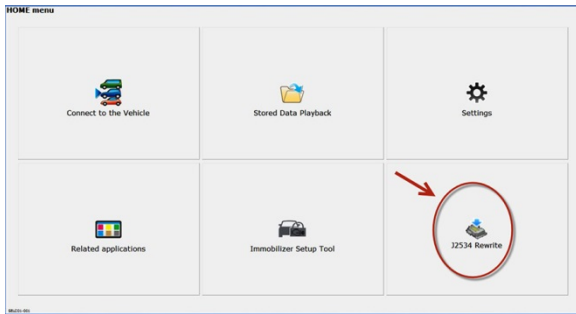 HOME menu
Connect to the Vehicle
Stored Data Playback
Settings
Related applications
Immobilizer Setup Tool
J2534 Rewrite